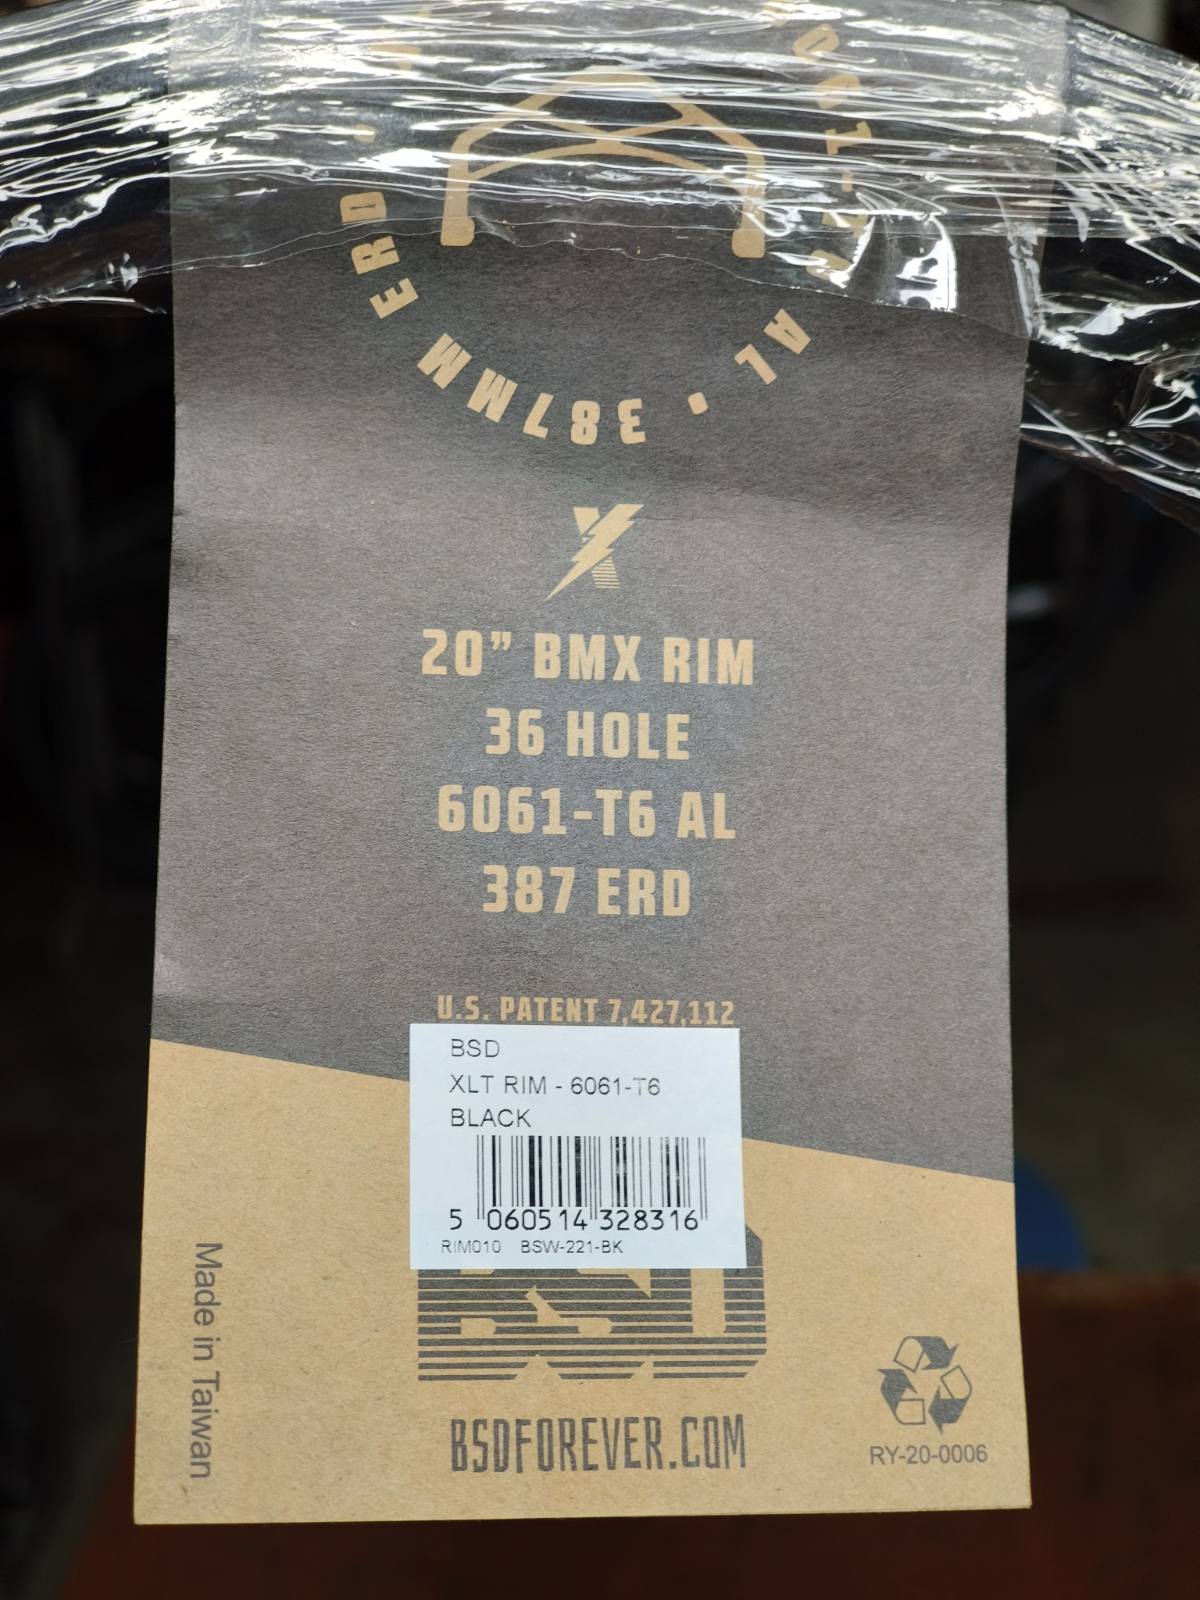 387MM ERD
AL
20” BMX RIM
36 HOLE
6061-T6 AL
387 ERD
U.S. PATENT 7,427,112
BSD
XLT RIM - 6061-T6
BLACK
5 060514 328316
RIM010 BSW-221-BK
BSDFOREVER.COM
Made in Taiwan
RY-20-0006